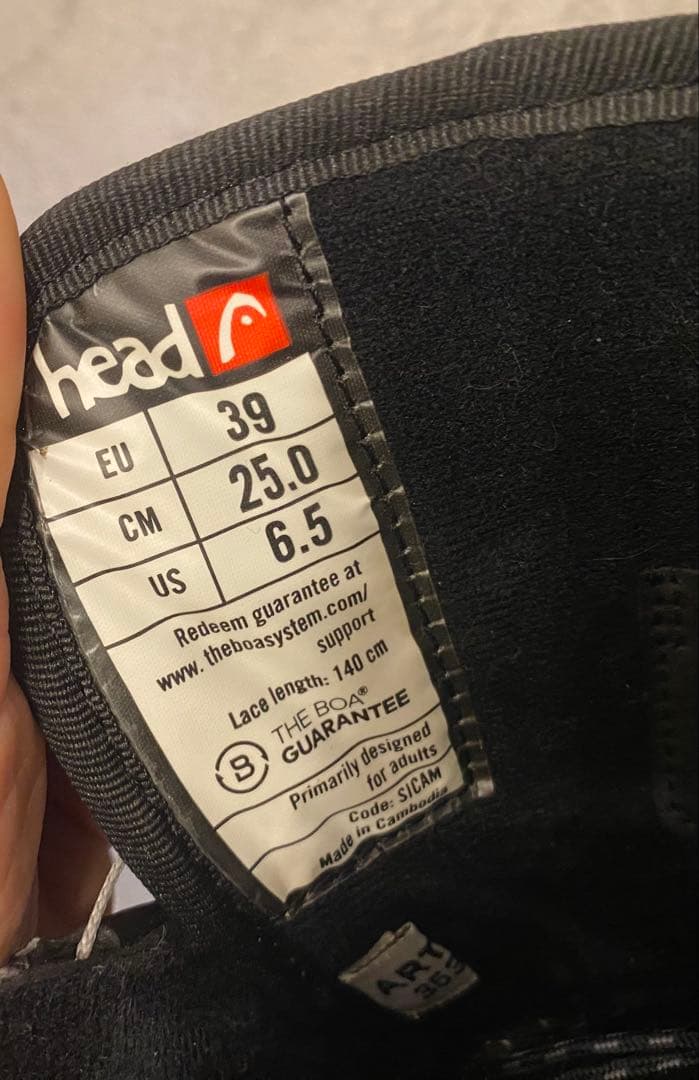 head
EU 39
CM 25.0
US 6.5
Redeem guarantee at
www.theboasystem.com/
support
Lace length: 140 cm
B THE BOA®
GUARANTEE
Primarily designed
for adults
Code: SICAM
Made in Cambodia
ART